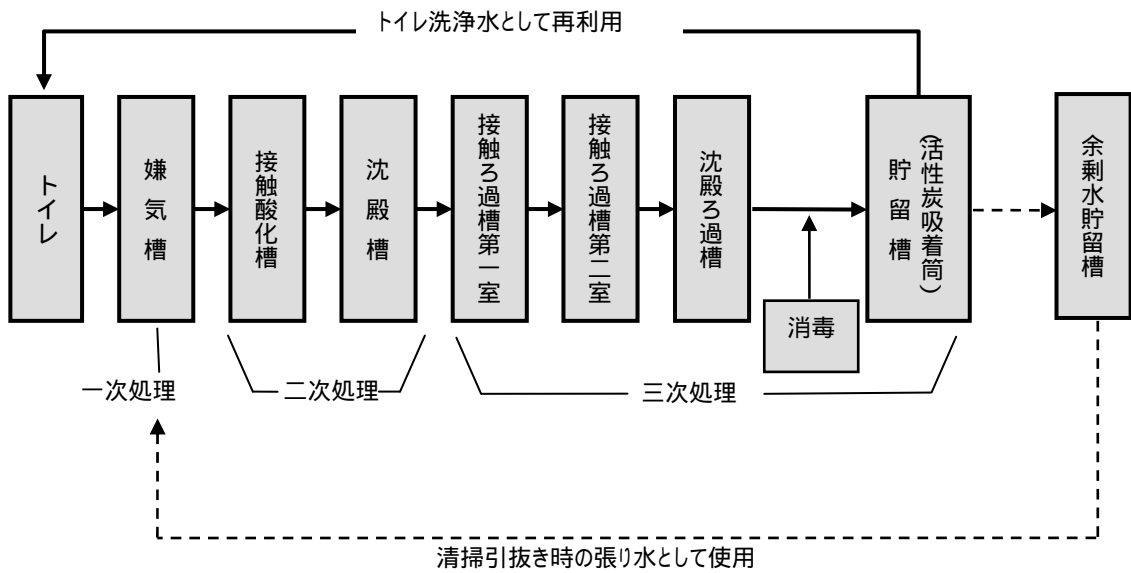 トイレ洗浄水として再利用
トイレ
嫌気槽
接触酸化槽
沈殿槽
接触ろ過槽第一室
接触ろ過槽第二室
沈殿ろ過槽
消毒
貯留槽
(活性炭吸着筒)
余剰水貯留槽
一次処理
二次処理
三次処理
清掃引抜き時の張り水として使用